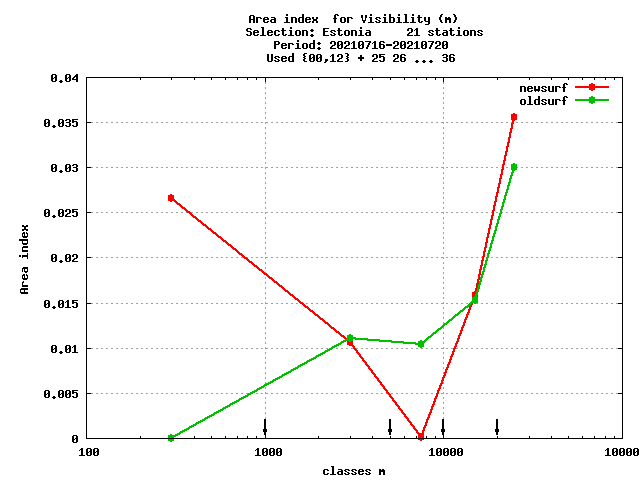 Area index  for Visibility (m)
Selection: Estonia     21 stations
Period: 20210716-20210720
Used {00,12} + 25 26 ... 36
newsurf
oldsurf
0.04
0.035
0.03
0.025
0.02
0.015
0.01
0.005
0
Area index
100 1000 10000 10000
classes m